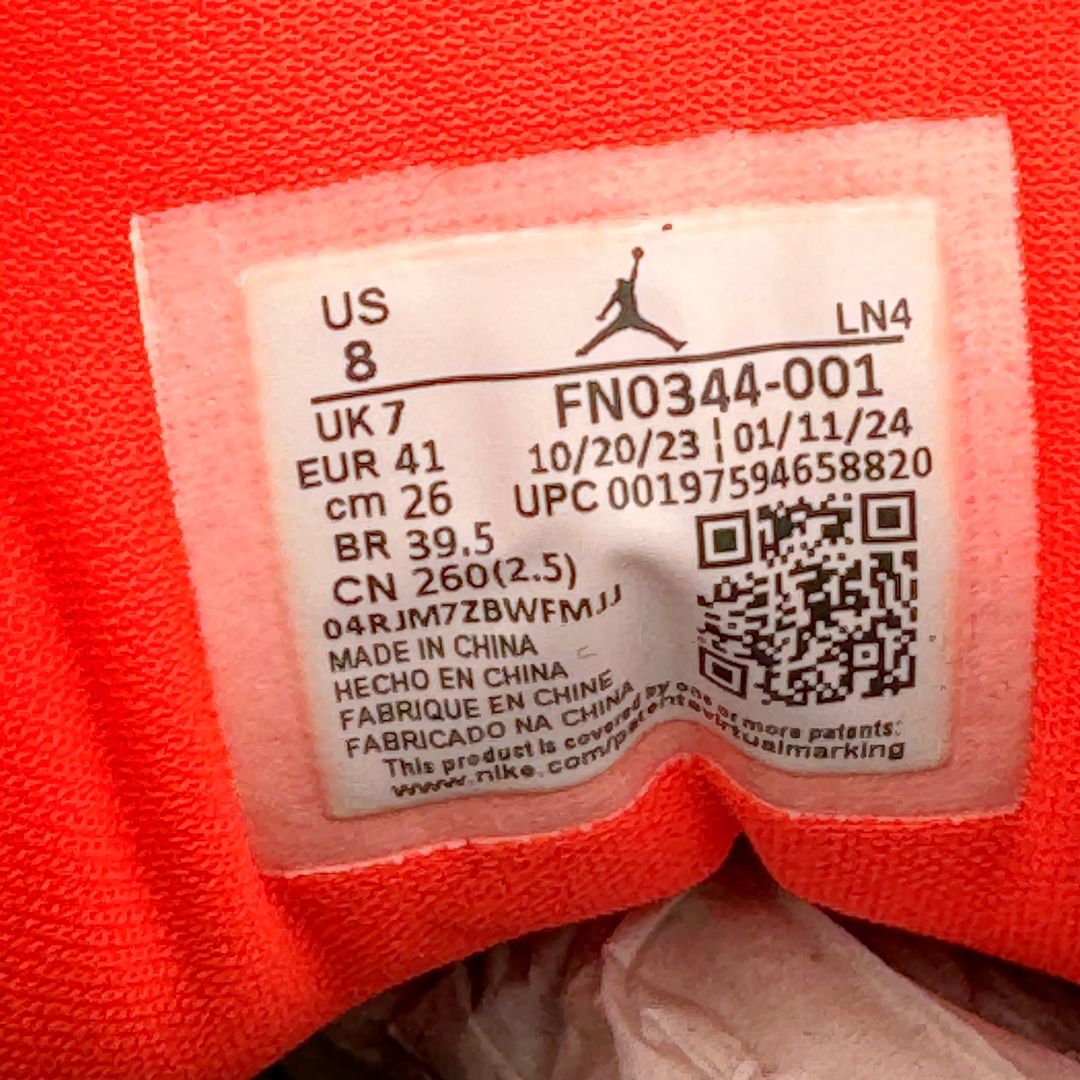 US
8
LN4
UK 7
FN0344-001
EUR 41
10/20/23 ¦ 01/11/24
cm 26
UPC 00197594658820
BR 39.5
CN 260(2.5)
04RJM7ZBWFMJJ
MADE IN CHINA
HECHO EN CHINA
FABRIQUE EN CHINE
FABRICADO NA CHINA
This product is covered by one or more patents:
www.nike.com/patentsvirtualmarking